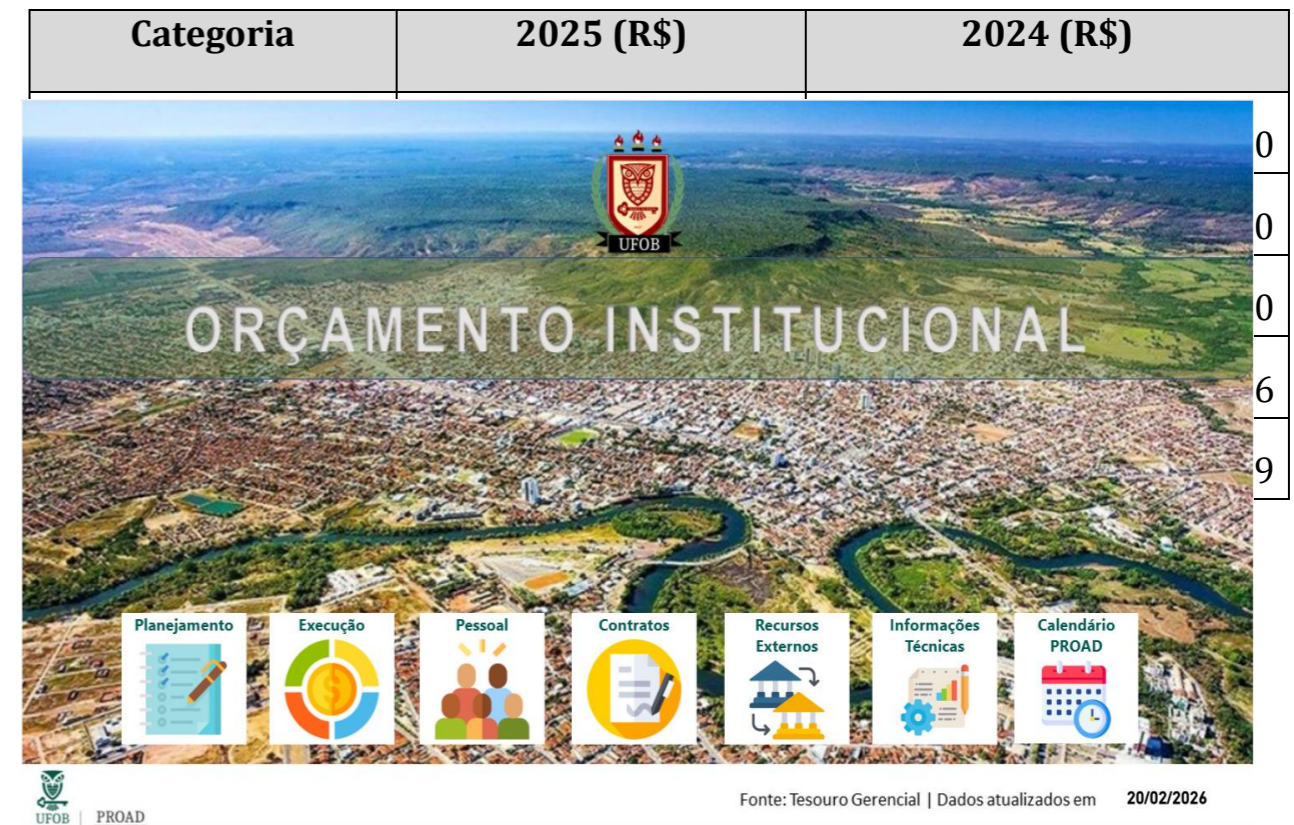 Categoria 2025 (R$) 2024 (R$)
0
0
0
6
9
UFOB
ORÇAMENTO INSTITUCIONAL
Planejamento
Execução
Pessoal
Contratos
Recursos
Externos
Informações
Técnicas
Calendário
PROAD
UFOB | PROAD
Fonte: Tesouro Gerencial | Dados atualizados em 20/02/2026